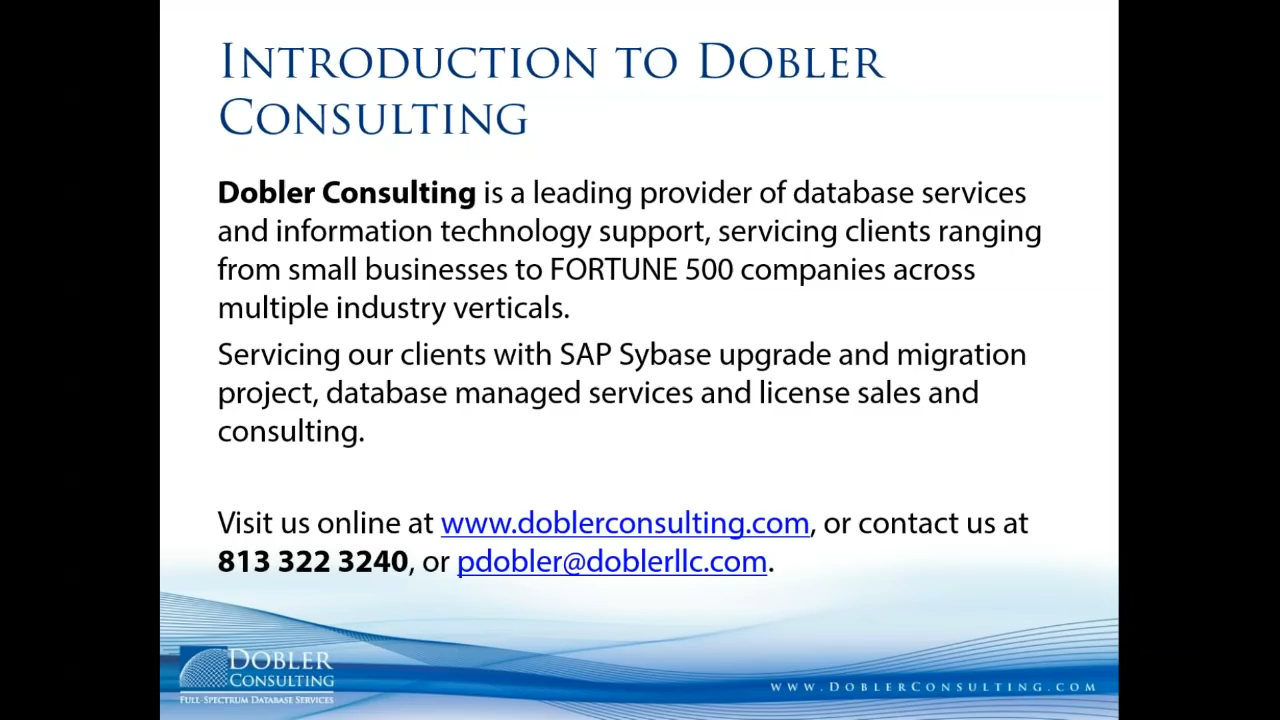 INTRODUCTION TO DOBLER
CONSULTING
Dobler Consulting is a leading provider of database services
and information technology support, servicing clients ranging
from small businesses to FORTUNE 500 companies across
multiple industry verticals.
Servicing our clients with SAP Sybase upgrade and migration
project, database managed services and license sales and
consulting.
Visit us online at www.doblerconsulting.com, or contact us at
813 322 3240, or pdobler@doblerllc.com.
DOBLER
CONSULTING
FULL-SPECTRUM DATABASE SERVICES
WWW.DOBLERCONSULTING.COM